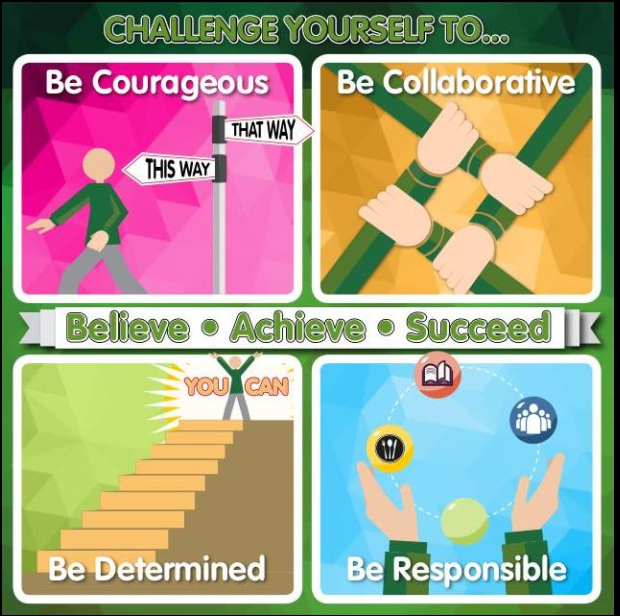 CHALLENGE YOURSELF TO...
Be Courageous
THAT WAY
THIS WAY
Be Collaborative
Believe • Achieve • Succeed
YOU CAN
Be Determined
Be Responsible